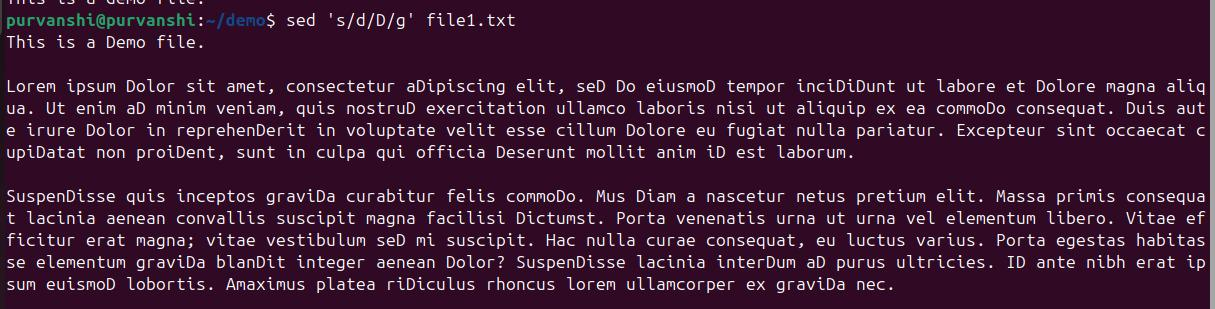 This is a demo file.
purvanshi@purvanshi:~/demo$ sed 's/d/D/g' file1.txt
This is a Demo file.
Lorem ipsum Dolor sit amet, consectetur aDipiscing elit, seD Do eiusmoD tempor inciDiDunt ut labore et Dolore magna aliq
ua. Ut enim aD minim veniam, quis nostruD exercitation ullamco laboris nisi ut aliquip ex ea commoDo consequat. Duis aut
e irure Dolor in reprehenDerit in voluptate velit esse cillum Dolore eu fugiat nulla pariatur. Excepteur sint occaecat c
upiDatat non proiDent, sunt in culpa qui officia Deserunt mollit anim iD est laborum.
SuspenDisse quis inceptos graviDa curabitur felis commoDo. Mus Diam a nascetur netus pretium elit. Massa primis consequa
t lacinia aenean convallis suscipit magna facilisi Dictumst. Porta venenatis urna ut urna vel elementum libero. Vitae ef
ficitur erat magna; vitae vestibulum seD mi suscipit. Hac nulla curae consequat, eu luctus varius. Porta egestas habitas
se elementum graviDa blanDit integer aenean Dolor? SuspenDisse lacinia interDum aD purus ultricies. ID ante nibh erat ip
sum euismoD lobortis. Amaximus platea riDiculus rhoncus lorem ullamcorper ex graviDa nec.